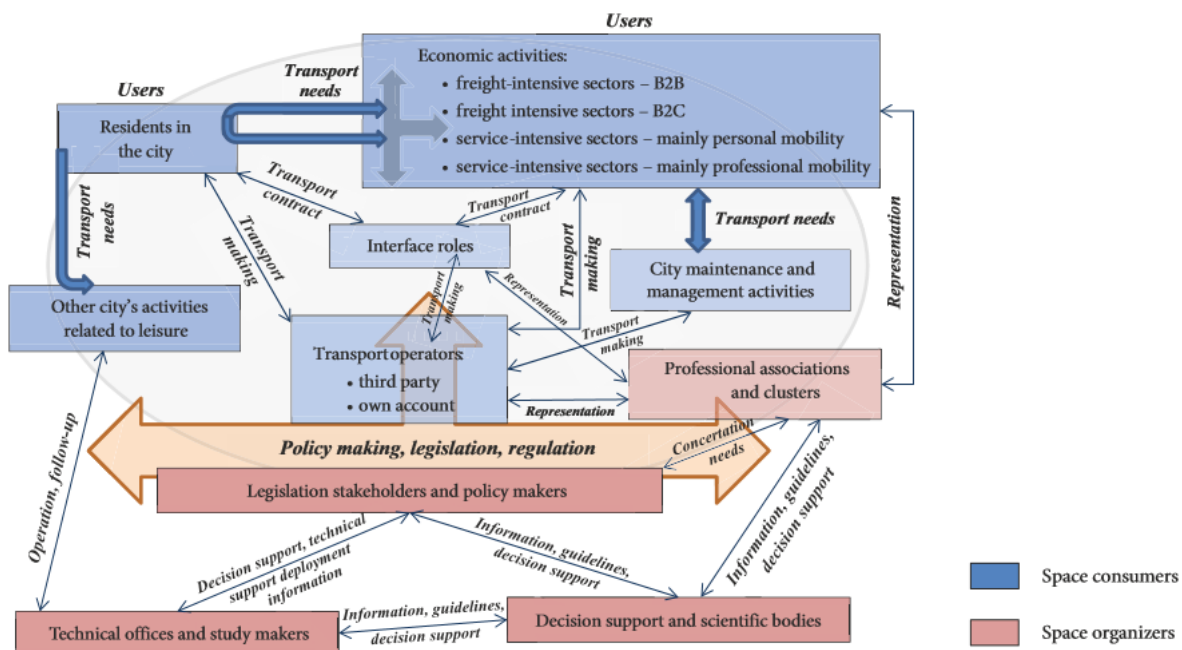 Users
Economic activities:
• freight-intensive sectors – B2B
• freight intensive sectors – B2C
• service-intensive sectors – mainly personal mobility
• service-intensive sectors – mainly professional mobility
Transport
needs
Users
Residents in
the city
Transport
needs
Transport
contract
Transport
contract
Transport
making
Interface roles
Transport
making
Transport needs
Representation
City maintenance and
management activities
Other city's activities
related to leisure
Transport
making
Representation
Transport
making
Transport operators:
• third party
• own account
Representation
Professional associations
and clusters
Policy making, legislation, regulation
Concertation
needs
Legislation stakeholders and policy makers
Operation, follow-up
Decision support, technical
support deployment
information
Information, guidelines,
decision support
Information, guidelines,
decision support
Technical offices and study makers
Information, guidelines,
decision support
Decision support and scientific bodies
Space consumers
Space organizers